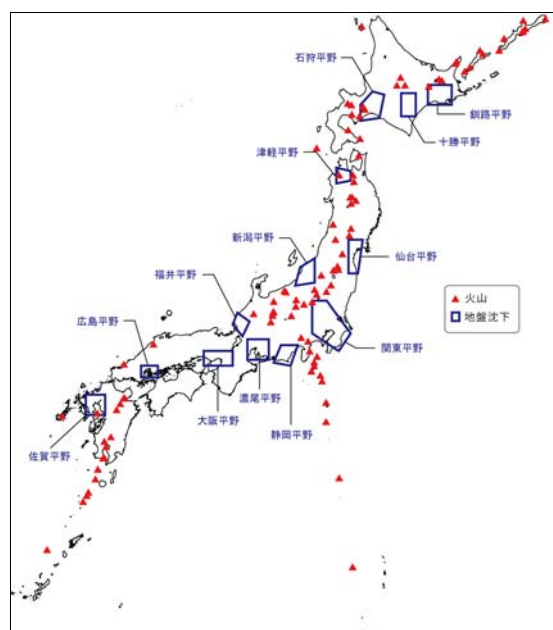 石狩平野
釧路平野
十勝平野
津軽平野
新潟平野
仙台平野
福井平野
広島平野
関東平野
大阪平野
濃尾平野
静岡平野
佐賀平野
火山
地盤沈下